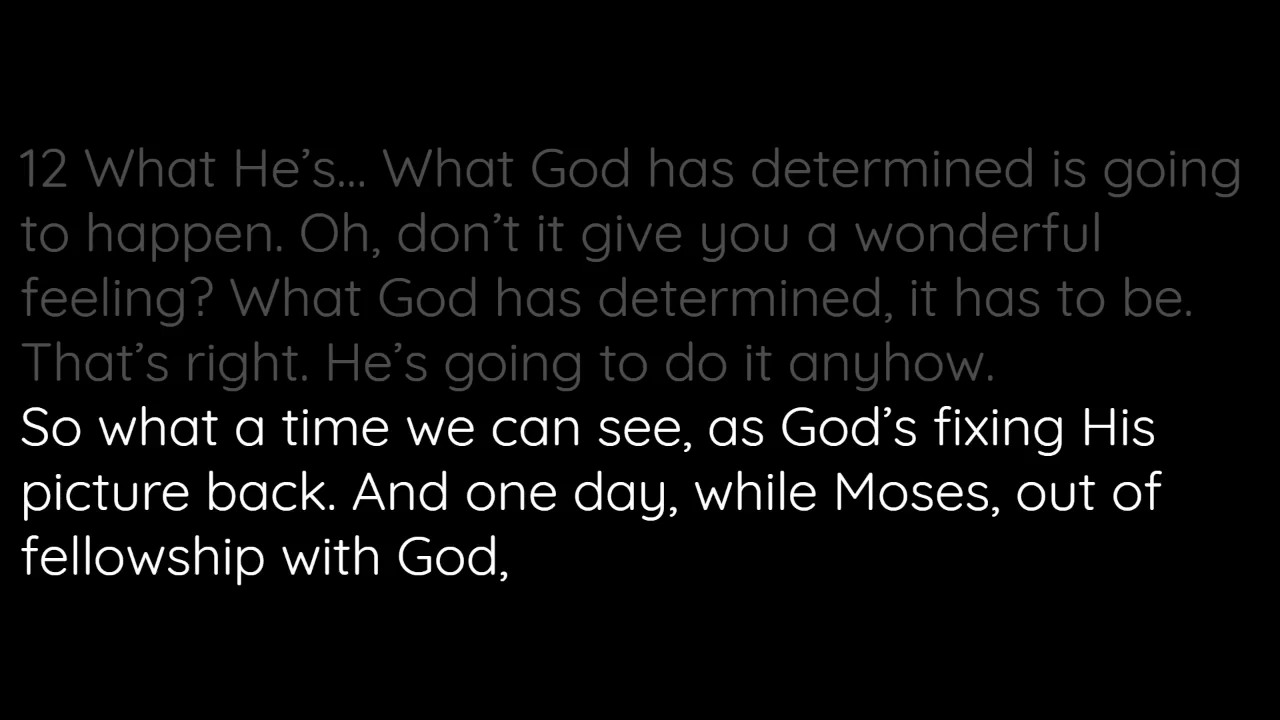 12 What He’s... What God has determined is going
to happen. Oh, don’t it give you a wonderful
feeling? What God has determined, it has to be.
That’s right. He’s going to do it anyhow.
So what a time we can see, as God’s fixing His
picture back. And one day, while Moses, out of
fellowship with God,